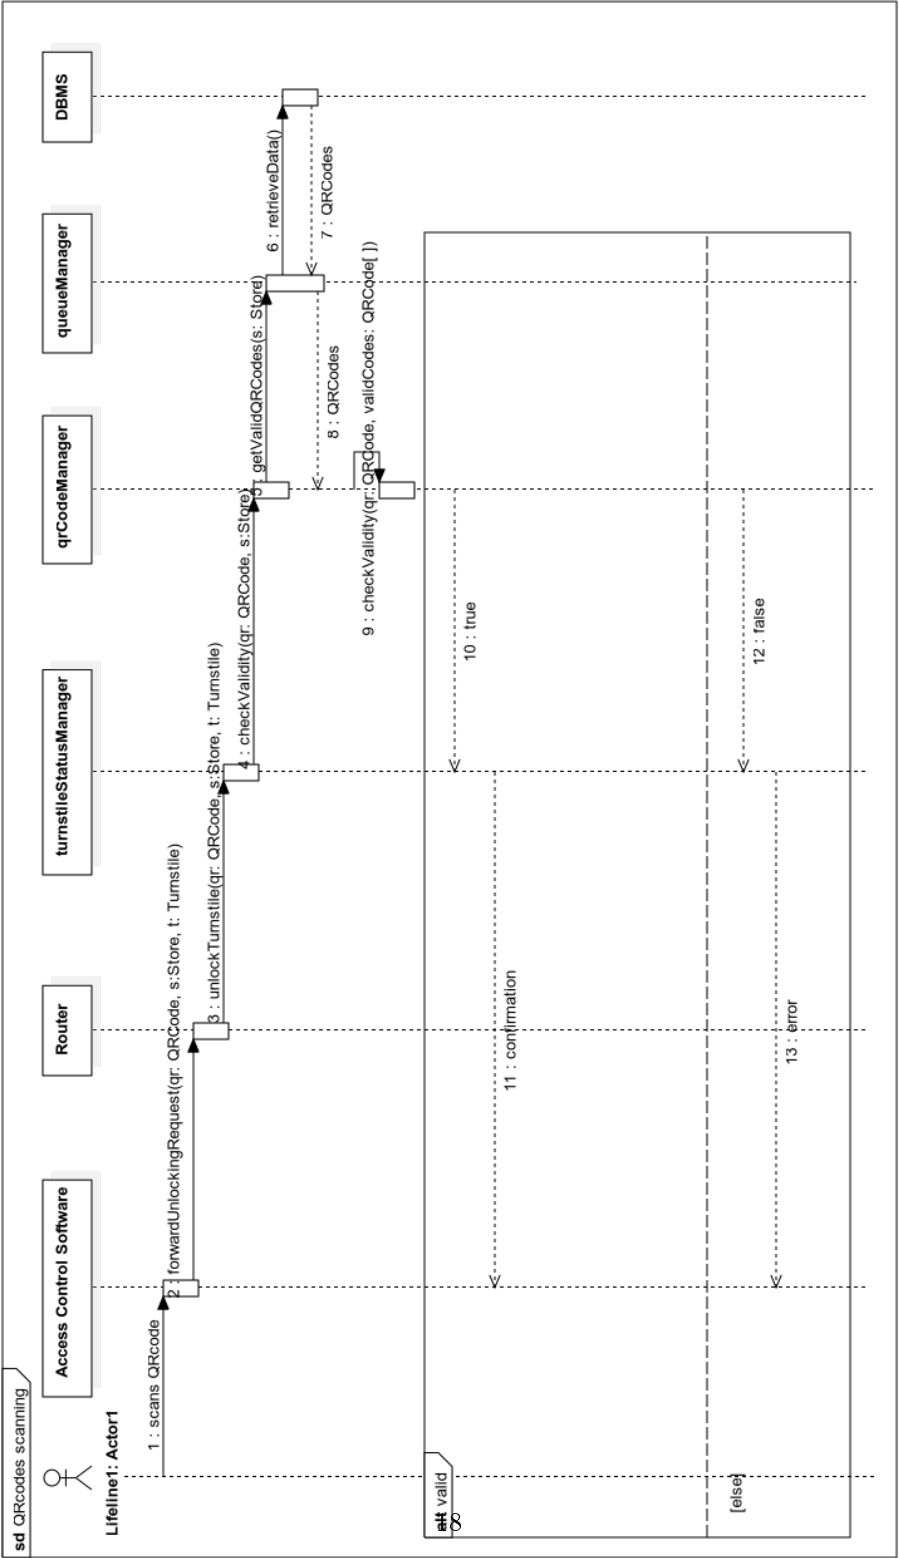 sd QRcodes scanning
Lifeline1: Actor1
Access Control Software
Router
turnstileStatusManager
qrCodeManager
queueManager
DBMS
1 : scans QRcode
2 : forwardUnlockingRequest(qr: QRCode, s:Store, t: Turnstile)
3 : unlockTurnstile(qr: QRCode, s:Store, t: Turnstile)
4 : checkValidity(qr: QRCode, s:Store)
5 : getValidQRCodes(s: Store)
6 : retrieveData()
7 : QRCodes
8 : QRCodes
9 : checkValidity(qr: QRCode, validCodes: QRCode[ ])
alt valid
10 : true
11 : confirmation
[else]
12 : false
13 : error